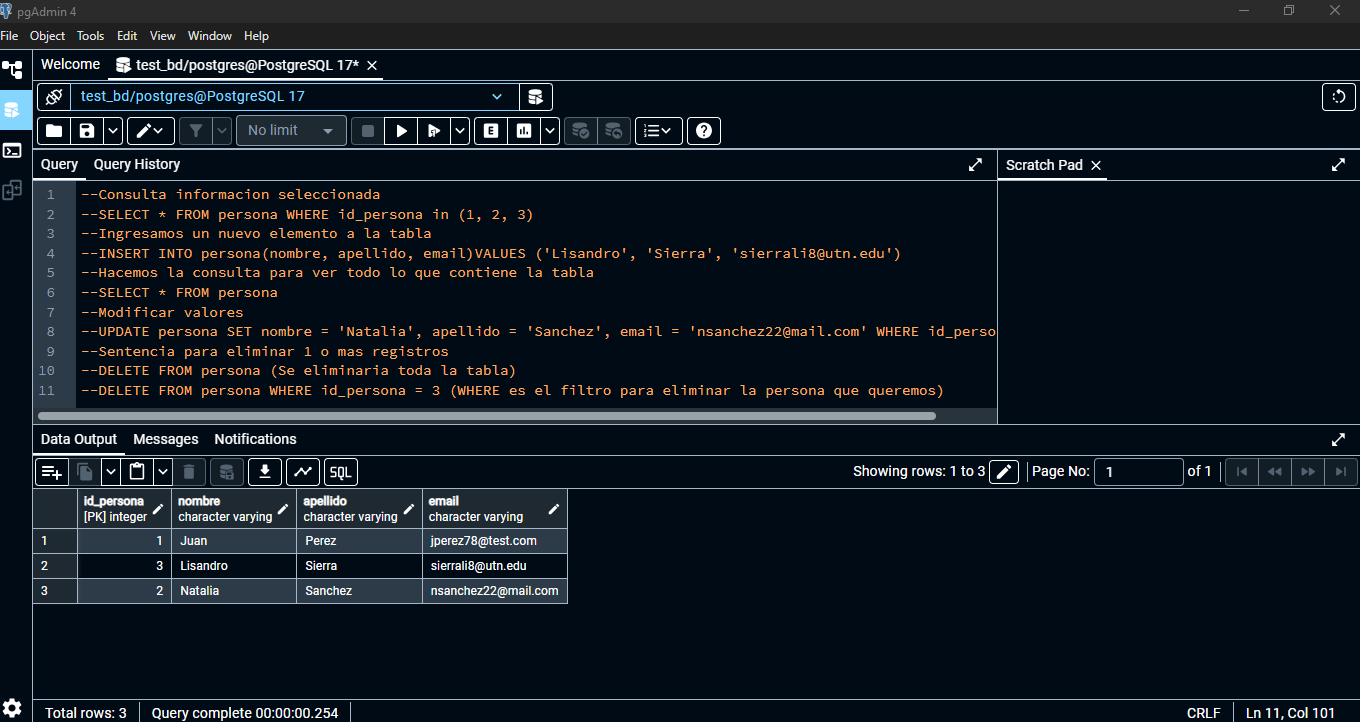 pgAdmin 4
File Object Tools Edit View Window Help
Welcome test_bd/postgres@PostgreSQL 17*
test_bd/postgres@PostgreSQL 17
No limit
E
Query Query History
Scratch Pad
1 --Consulta informacion seleccionada
2 --SELECT * FROM persona WHERE id_persona in (1, 2, 3)
3 --Ingresamos un nuevo elemento a la tabla
4 --INSERT INTO persona(nombre, apellido, email)VALUES ('Lisandro', 'Sierra', 'sierrali8@utn.edu')
5 --Hacemos la consulta para ver todo lo que contiene la tabla
6 --SELECT * FROM persona
7 --Modificar valores
8 --UPDATE persona SET nombre = 'Natalia', apellido = 'Sanchez', email = 'nsanchez22@mail.com' WHERE id_perso
9 --Sentencia para eliminar 1 o mas registros
10 --DELETE FROM persona (Se eliminaria toda la tabla)
11 --DELETE FROM persona WHERE id_persona = 3 (WHERE es el filtro para eliminar la persona que queremos)
Data Output Messages Notifications
SQL
Showing rows: 1 to 3 Page No: 1 of 1
id_persona nombre apellido email
[PK] integer character varying character varying character varying
1 1 Juan Perez jperez78@test.com
2 3 Lisandro Sierra sierrali8@utn.edu
3 2 Natalia Sanchez nsanchez22@mail.com
Total rows: 3 Query complete 00:00:00.254 CRLF Ln 11, Col 101